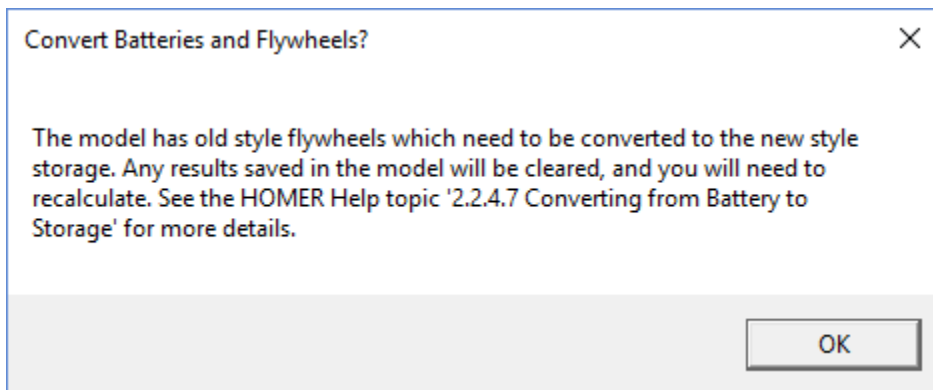 Convert Batteries and Flywheels?
The model has old style flywheels which need to be converted to the new style
storage. Any results saved in the model will be cleared, and you will need to
recalculate. See the HOMER Help topic '2.2.4.7 Converting from Battery to
Storage' for more details.
OK